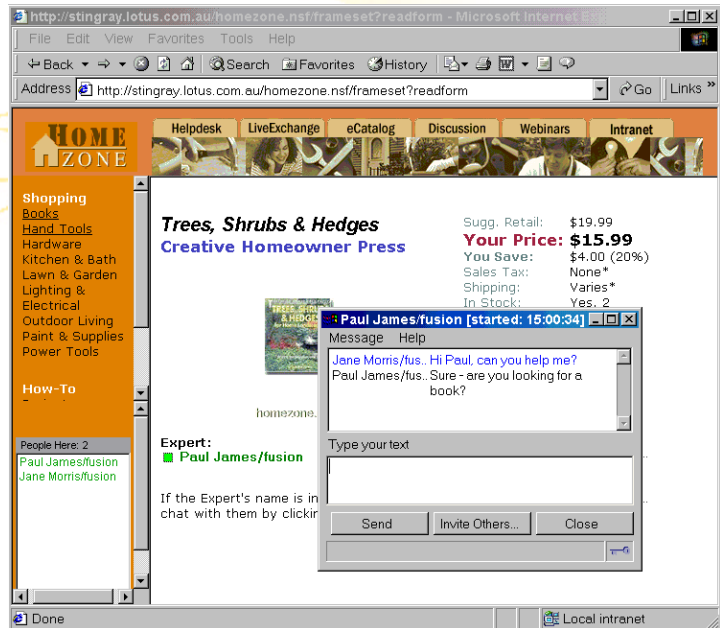 http://stingray.lotus.com.au/homezone.nsf/frameset?readform - Microsoft Internet
File Edit View Favorites Tools Help
Back Search Favorites History
Address http://stingray.lotus.com.au/homezone.nsf/frameset?readform Go Links »
HOME
ZONE
Helpdesk LiveExchange eCatalog Discussion Webinars Intranet
Shopping
Books
Hand Tools
Hardware
Kitchen & Bath
Lawn & Garden
Lighting &
Electrical
Outdoor Living
Paint & Supplies
Power Tools
How-To
People Here: 2
Paul James/fusion
Jane Morris/fusion
Trees, Shrubs & Hedges
Creative Homeowner Press
Sugg. Retail: $19.99
Your Price: $15.99
You Save: $4.00 (20%)
Sales Tax: None*
Shipping: Varies*
In Stock: Yes. 2
TREES, SHRUBS
& HEDGES
homezone.
Expert:
Paul James/fusion
If the Expert's name is in
chat with them by clickin
Paul James/fusion [started: 15:00:34]
Message Help
Jane Morris/fus.. Hi Paul, can you help me?
Paul James/fus.. Sure - are you looking for a
book?
Type your text
Send Invite Others... Close
Done Local intranet